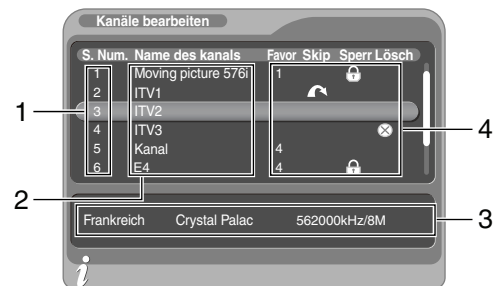 Kanäle bearbeiten
S. Num. Name des kanals Favor Skip Sperr Lösch
1 Moving picture 576i 1
2 ITV1
1 3 ITV2
4 ITV3 4
5 Kanal 4
6 E4 4
2
Frankreich Crystal Palac 562000kHz/8M 3
i